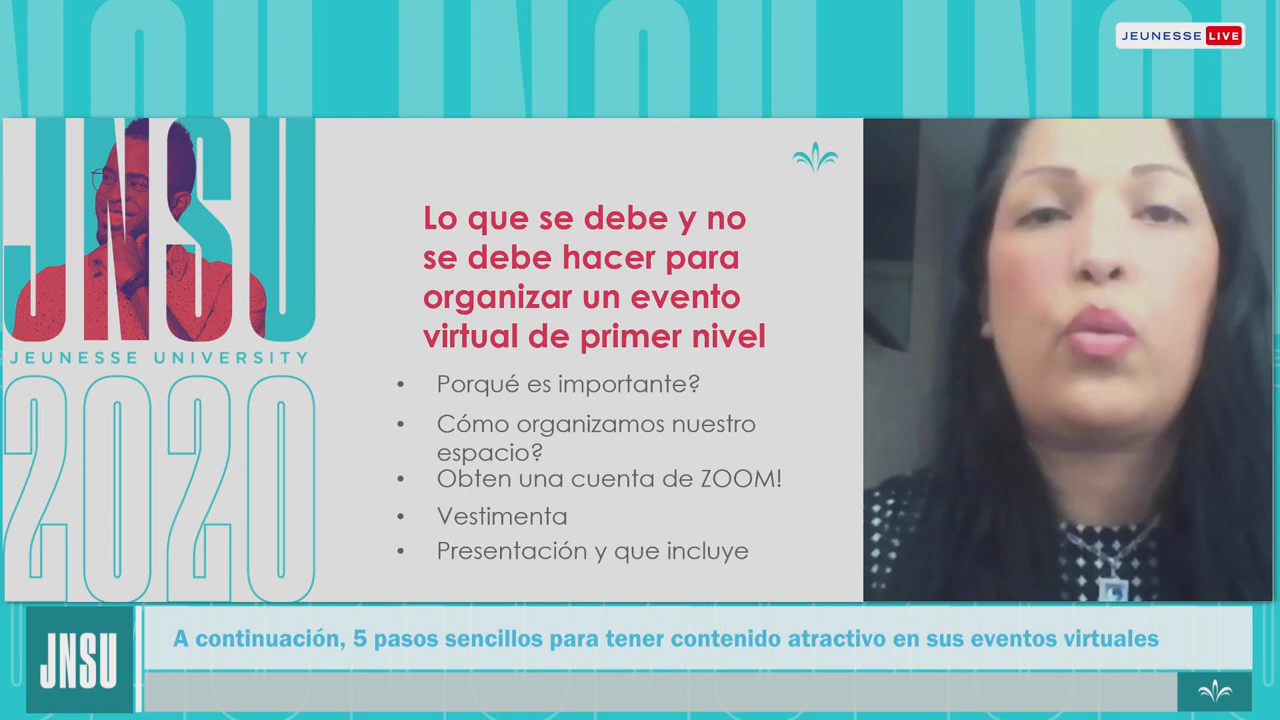 JEUNESSE LIVE
JNSU
JEUNESSE UNIVERSITY
2020
Lo que se debe y no
se debe hacer para
organizar un evento
virtual de primer nivel
• Porqué es importante?
• Cómo organizamos nuestro
espacio?
• Obten una cuenta de ZOOM!
• Vestimenta
• Presentación y que incluye
JNSU
A continuación, 5 pasos sencillos para tener contenido atractivo en sus eventos virtuales